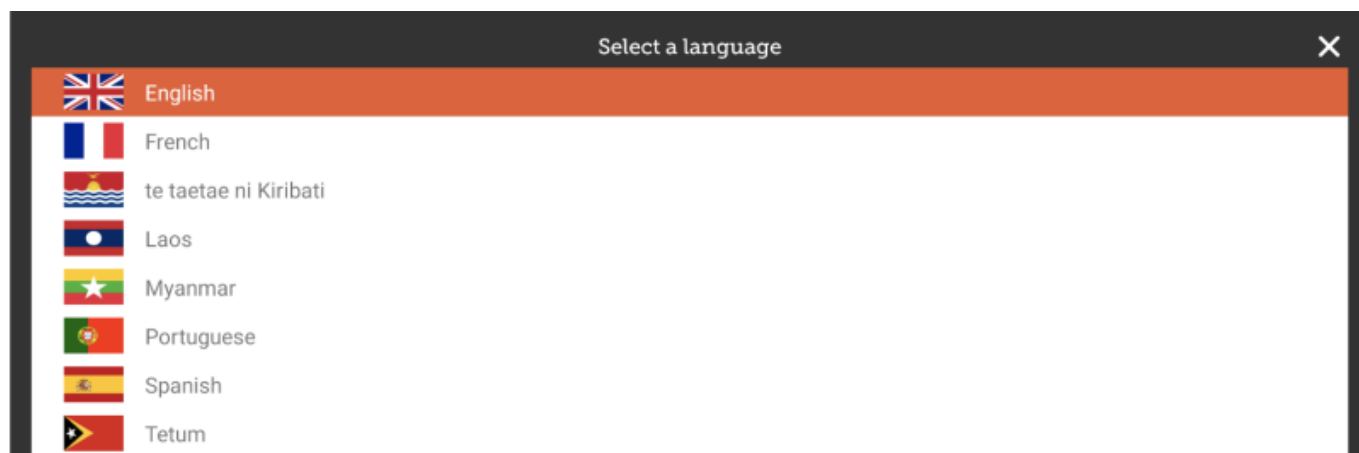 Select a language
English
French
te taetae ni Kiribati
Laos
Myanmar
Portuguese
Spanish
Tetum